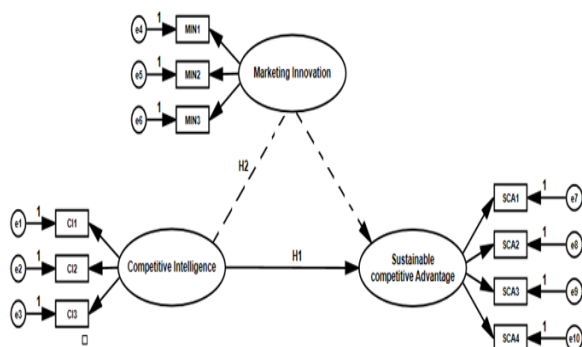 e4
1
MIN1
e5
1
MIN2
e6
1
MIN3
Marketing Innovation
H2
e1
1
CI1
e2
1
CI2
e3
1
CI3
Competitive Intelligence
H1
Sustainable
competitive Advantage
SCA1
1
e7
SCA2
1
e8
SCA3
1
e9
SCA4
1
e10